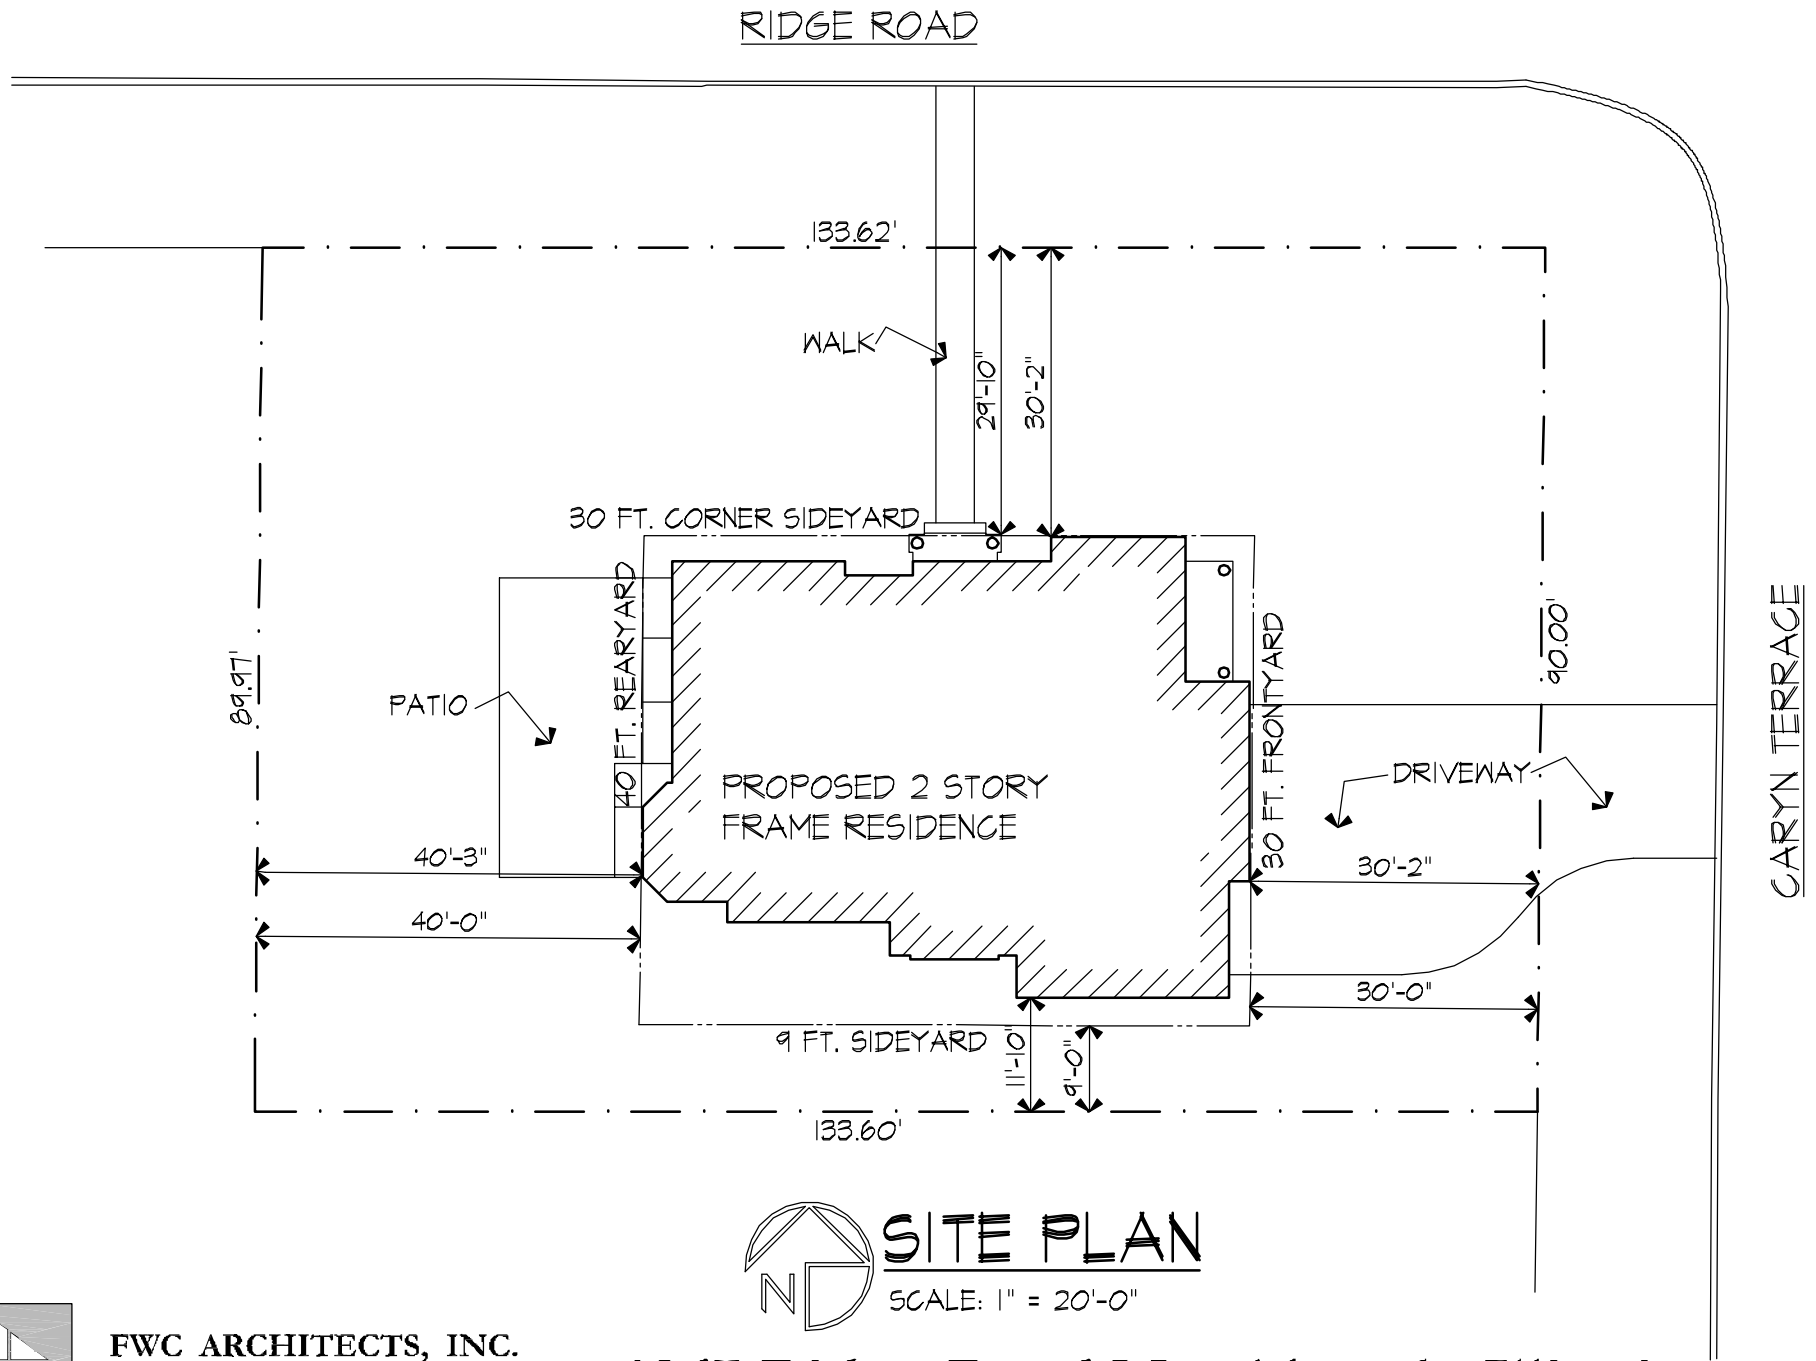 RIDGE ROAD
133.62'
WALK
29'-10"
30'-2"
30 FT. CORNER SIDEYARD
40 FT. REARYARD
30 FT. FRONTYARD
89.97'
90.00'
CARYN TERRACE
PATIO
PROPOSED 2 STORY
FRAME RESIDENCE
DRIVEWAY
40'-3"
30'-2"
40'-0"
30'-0"
9 FT. SIDEYARD
11'-10"
9'-0"
133.60'
N
SITE PLAN
SCALE: 1" = 20'-0"
FWC ARCHITECTS, INC.